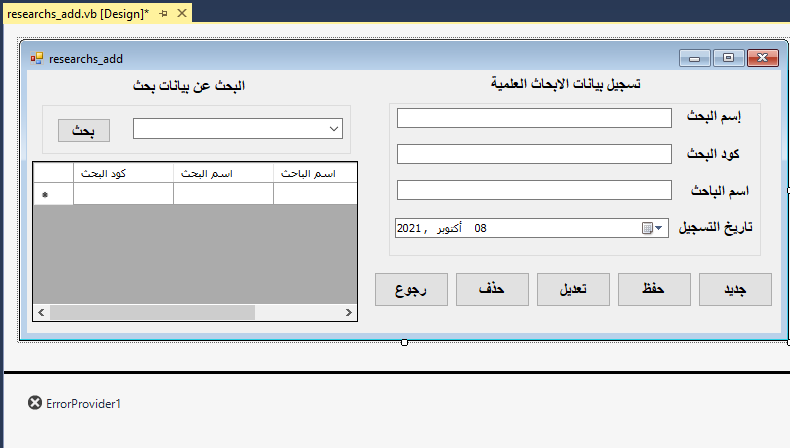 researchs_add.vb [Design]*
researchs_add
تسجيل بيانات الابحاث العلمية
إسم البحث
كود البحث
اسم الباحث
تاريخ التسجيل
08 أكتوبر , 2021
جديد
حفظ
تعديل
حذف
رجوع
البحث عن بيانات بحث
بحث
كود البحث
اسم البحث
اسم الباحث
ErrorProvider1